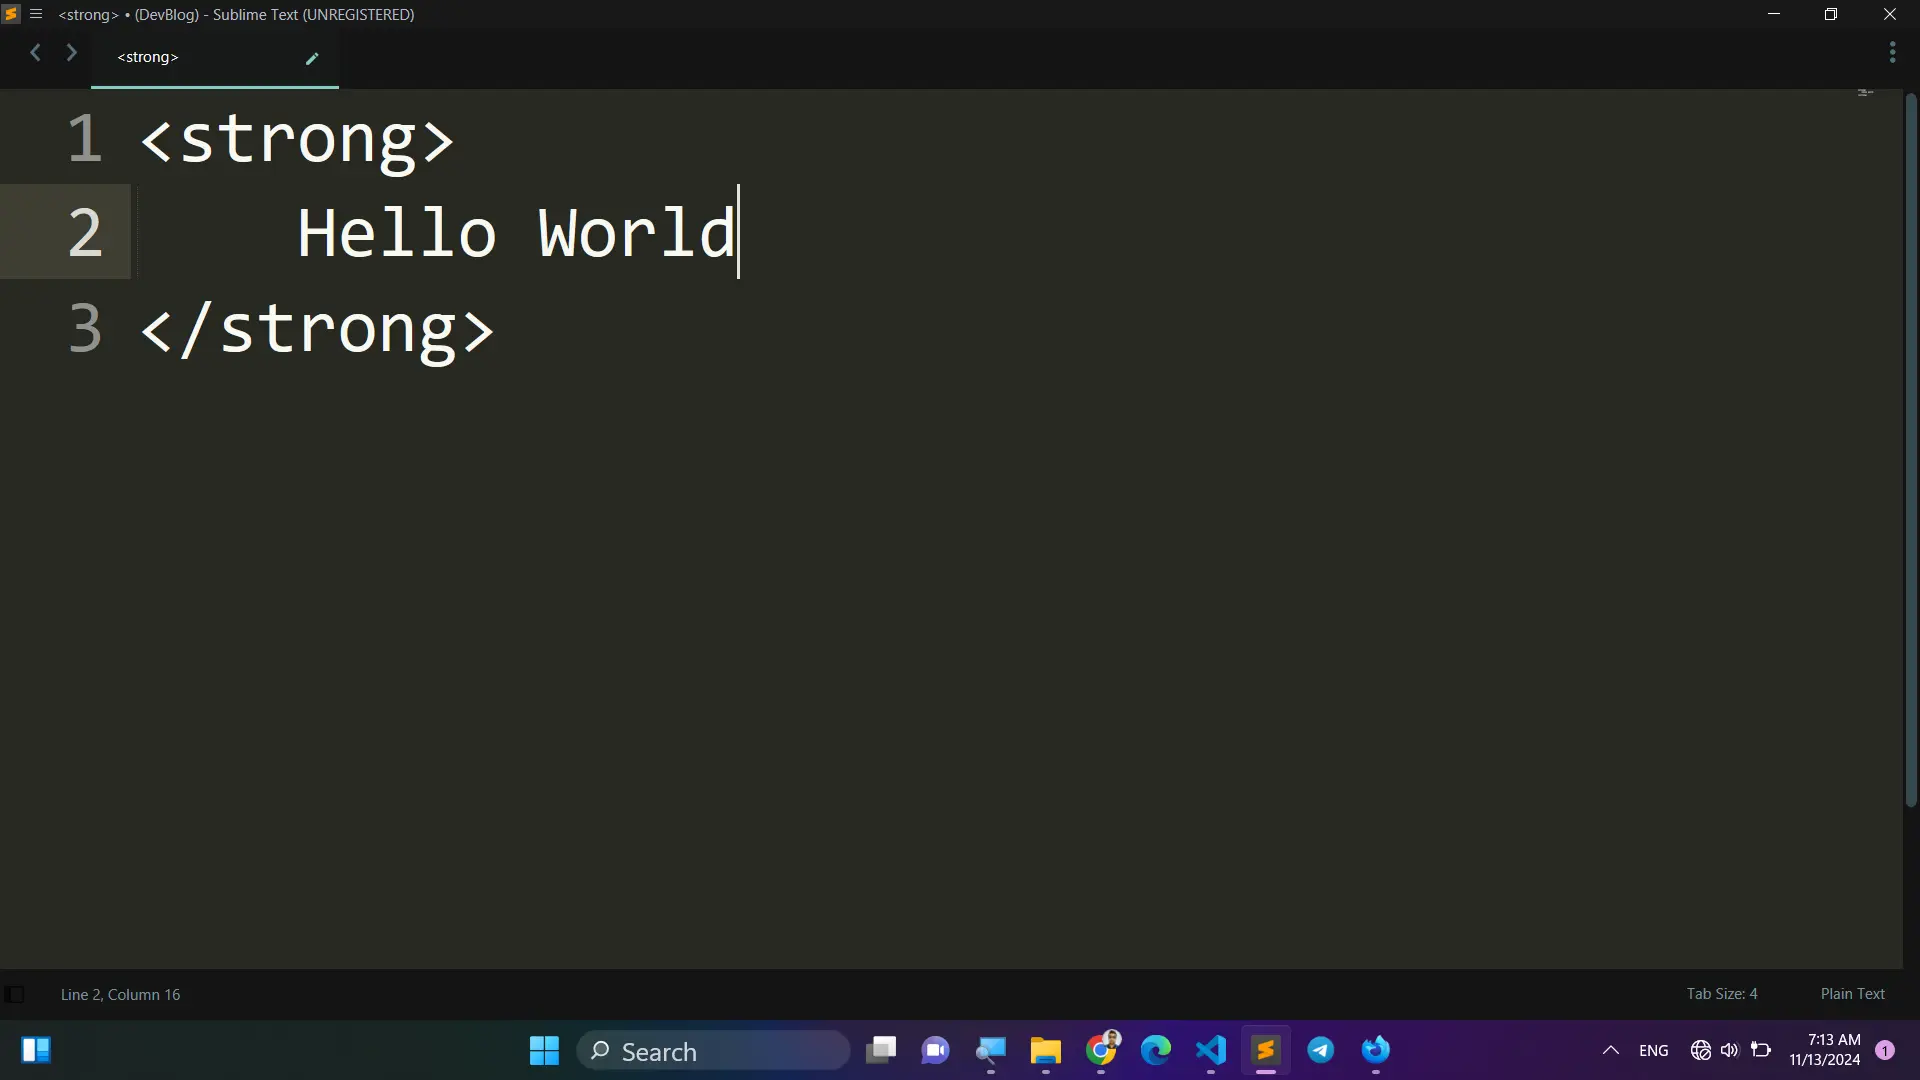 <strong> • (DevBlog) - Sublime Text (UNREGISTERED)
<strong>
1 <strong>
2     Hello World
3 </strong>
Line 2, Column 16
Tab Size: 4
Plain Text
Search
ENG
7:13 AM
11/13/2024
1